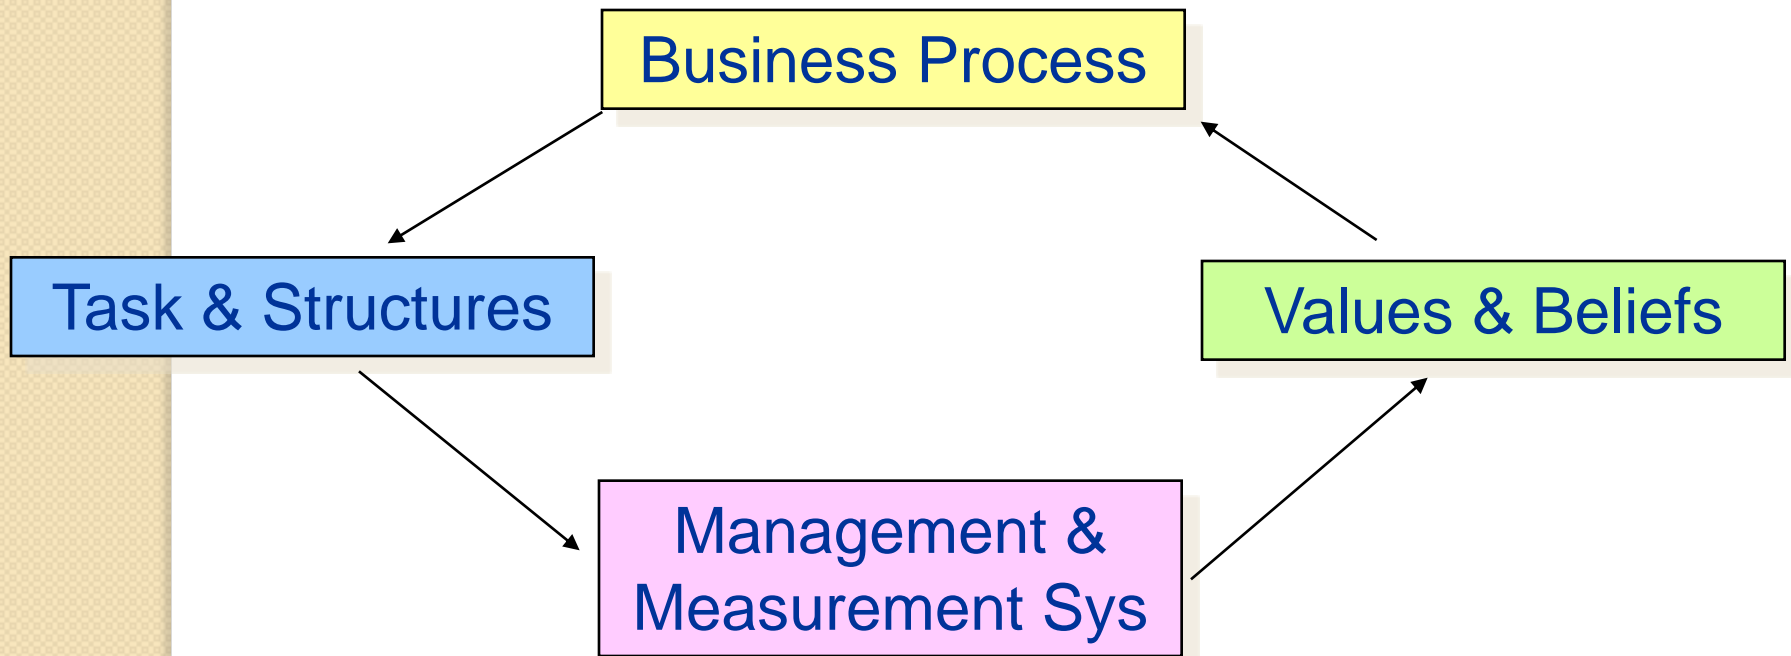 Business Process
Task & Structures
Values & Beliefs
Management &
Measurement Sys